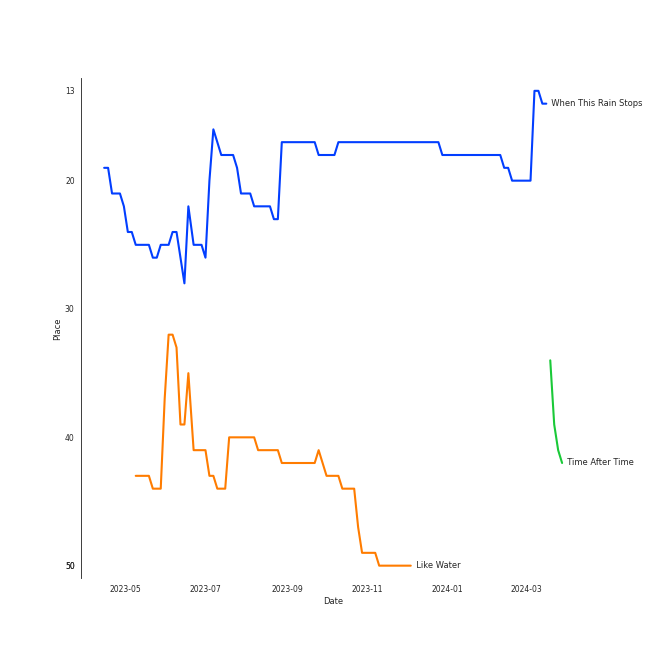 13
When This Rain Stops
20
30
Place
40
Time After Time
50
Like Water
2023-05
2023-07
2023-09
2023-11
2024-01
2024-03
Date